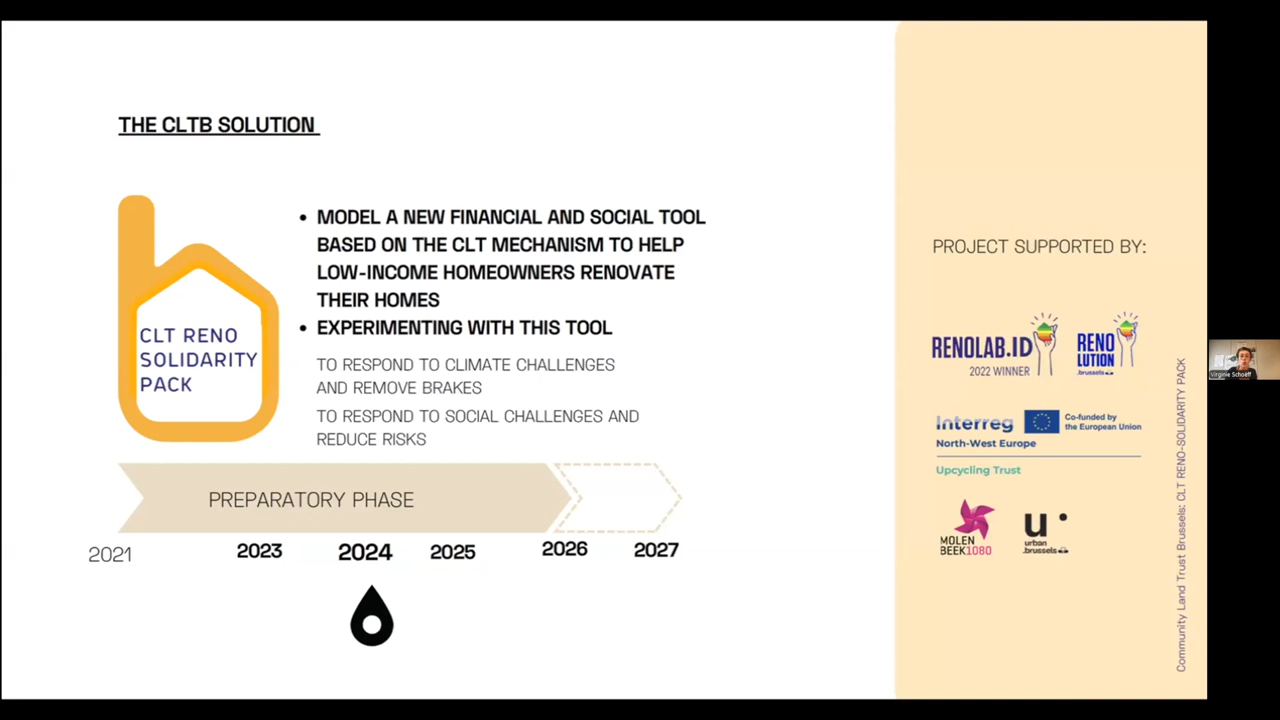 THE CLTB SOLUTION
CLT RENO
SOLIDARITY
PACK
• MODEL A NEW FINANCIAL AND SOCIAL TOOL
BASED ON THE CLT MECHANISM TO HELP
LOW-INCOME HOMEOWNERS RENOVATE
THEIR HOMES
• EXPERIMENTING WITH THIS TOOL
TO RESPOND TO CLIMATE CHALLENGES
AND REMOVE BRAKES
TO RESPOND TO SOCIAL CHALLENGES AND
REDUCE RISKS
PREPARATORY PHASE
2021 2023 2024 2025 2026 2027
PROJECT SUPPORTED BY:
RENOLAB.ID
2022 WINNER
RENO
LUTION
.brussels
Interreg
Co-funded by
the European Union
North-West Europe
Upcycling Trust
MOLEN
BEEK1080
u
urban
.brussels
Community Land Trust Brussels: CLT RENO-SOLIDARITY PACK
Virginie Schoëff